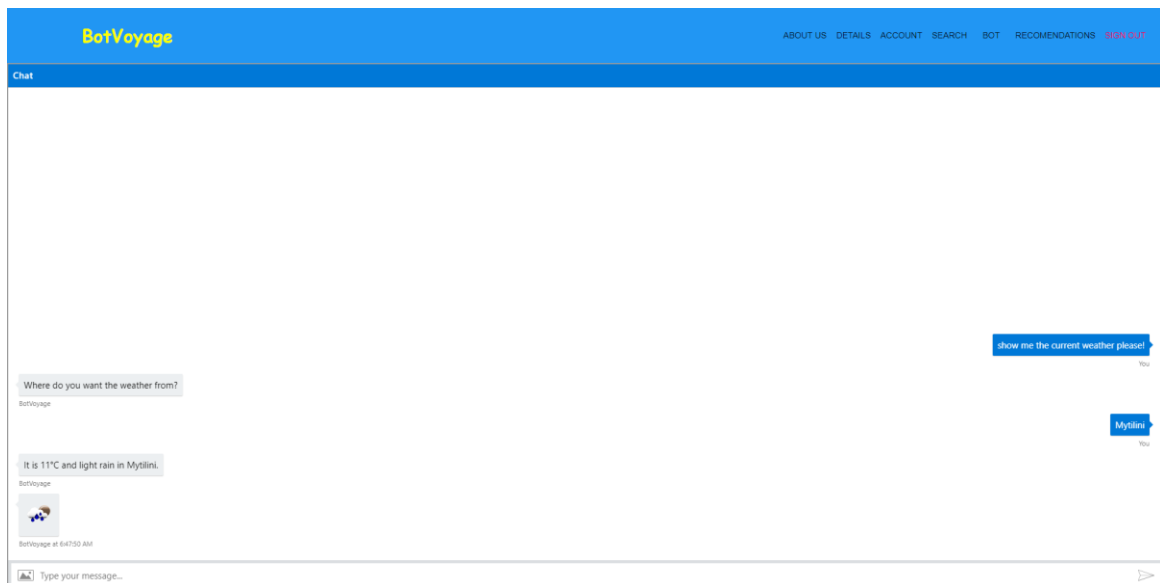 BotVoyage
ABOUT US DETAILS ACCOUNT SEARCH BOT RECOMENDATIONS SIGN OUT
Chat
show me the current weather please!
You
Where do you want the weather from?
BotVoyage
Mytilini
You
It is 11°C and light rain in Mytilini.
BotVoyage
BotVoyage at 6:47:50 AM
Type your message...